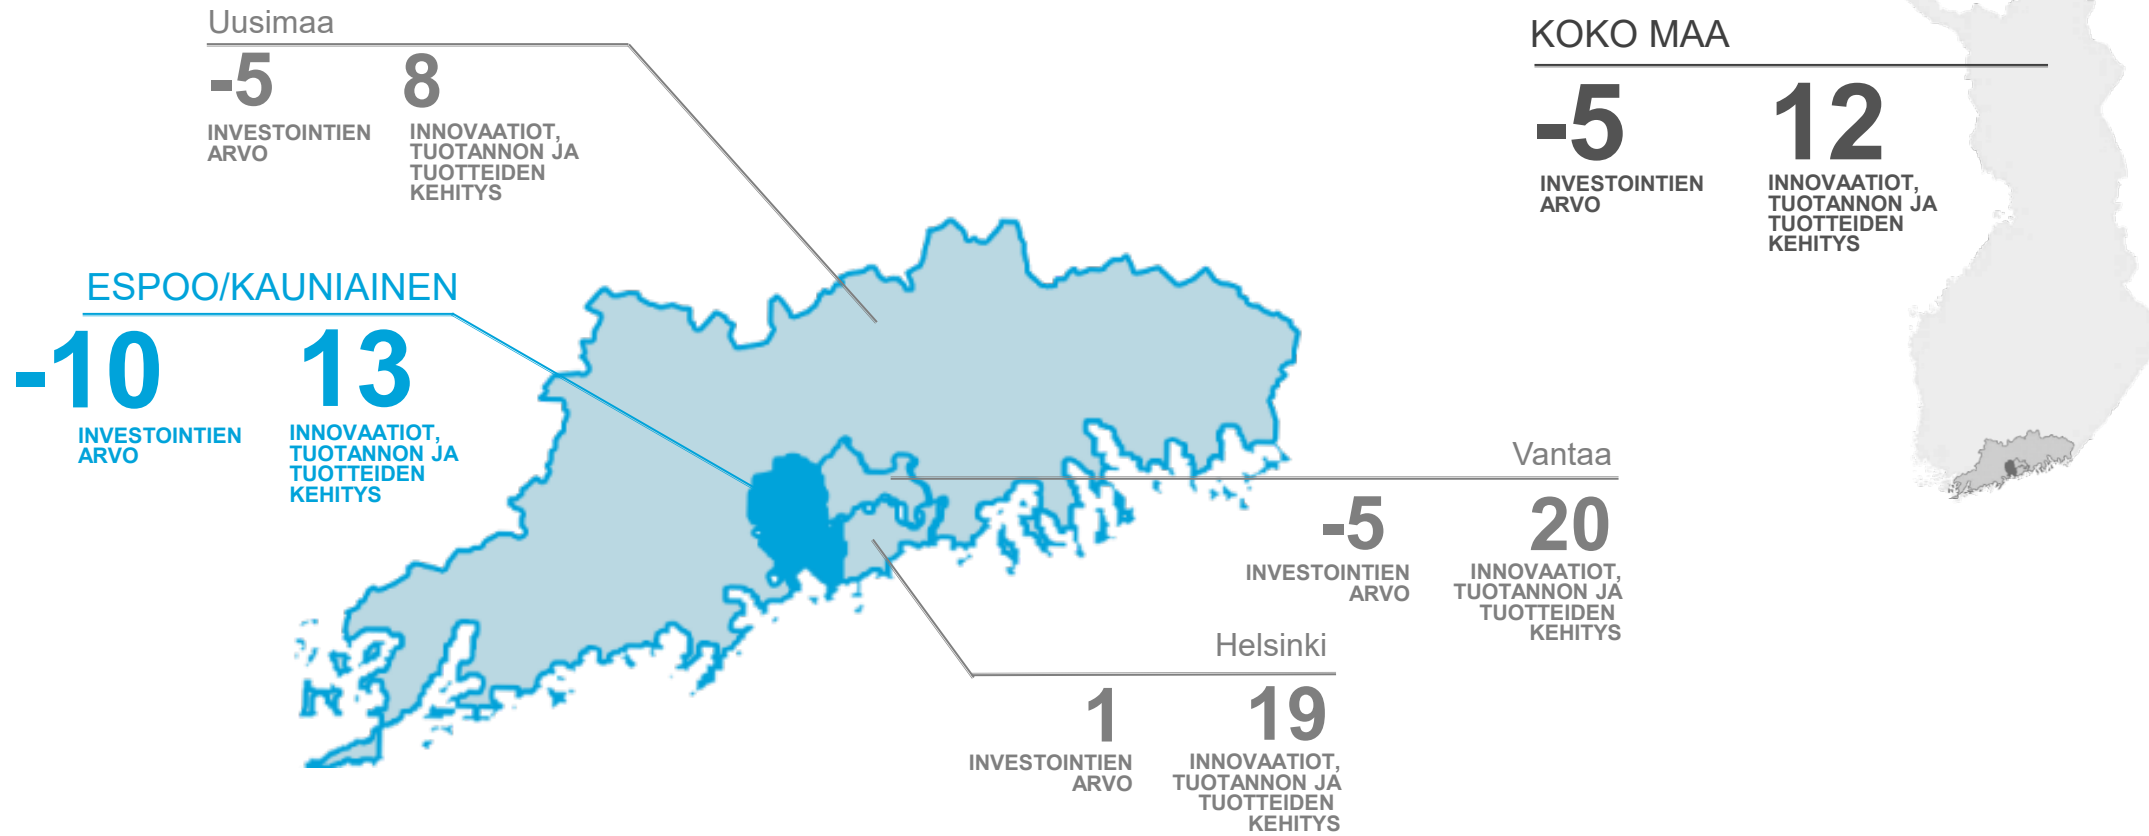 Uusimaa
-5
INVESTOINTIEN
ARVO
8
INNOVAATIOT,
TUOTANNON JA
TUOTTEIDEN
KEHITYS
KOKO MAA
-5
INVESTOINTIEN
ARVO
12
INNOVAATIOT,
TUOTANNON JA
TUOTTEIDEN
KEHITYS
ESPOO/KAUNIAINEN
-10
INVESTOINTIEN
ARVO
13
INNOVAATIOT,
TUOTANNON JA
TUOTTEIDEN
KEHITYS
Vantaa
-5
INVESTOINTIEN
ARVO
20
INNOVAATIOT,
TUOTANNON JA
TUOTTEIDEN
KEHITYS
Helsinki
1
INVESTOINTIEN
ARVO
19
INNOVAATIOT,
TUOTANNON JA
TUOTTEIDEN
KEHITYS